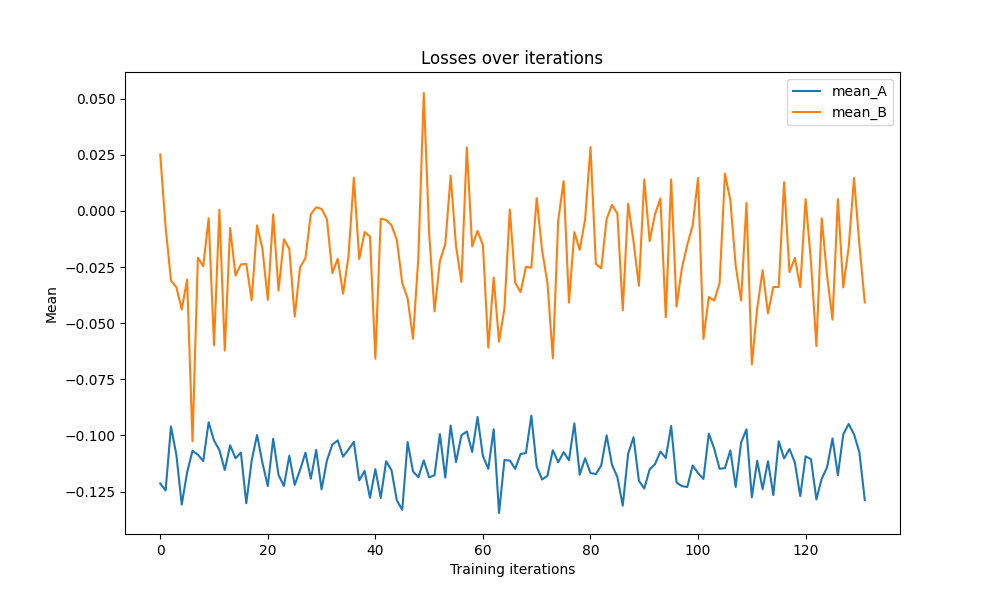 Losses over iterations
mean_A
mean_B
0.050
0.025
0.000
−0.025
−0.050
−0.075
−0.100
−0.125
Mean
0 20 40 60 80 100 120
Training iterations